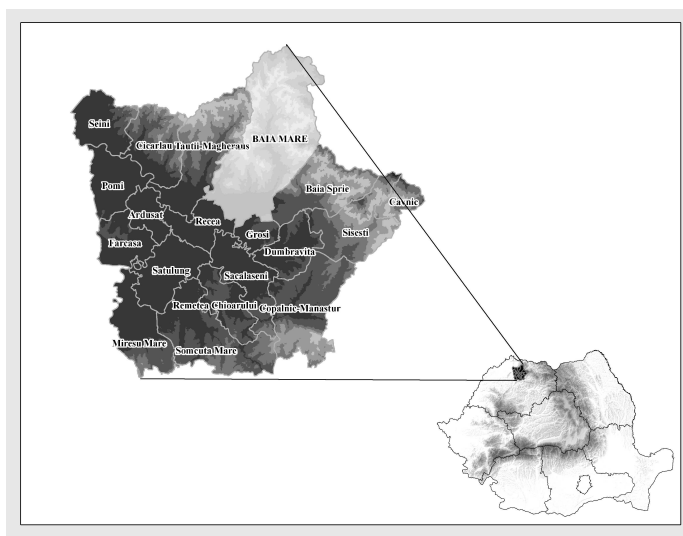 Seini
BAIA MARE
Cicarlau Tautii-Magheraus
Pomi
Baia Sprie
Cavnic
Ardusat
Recea
Farcasa
Grosi
Sisesti
Dumbravita
Satulung
Sacalaseni
Remetea Chioarului
Copalnic-Manastur
Miresu Mare
Somcuta Mare